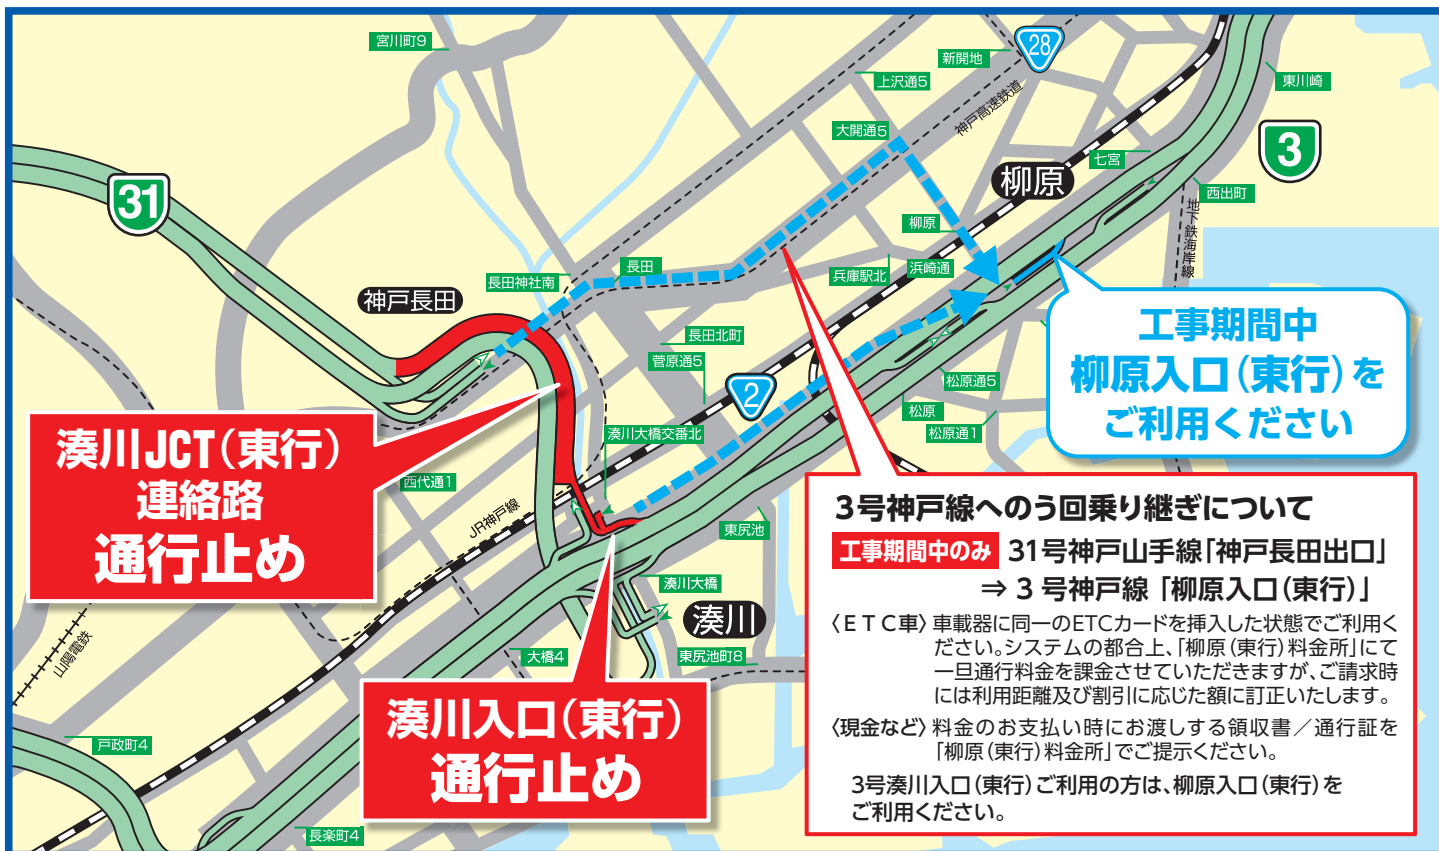 宮川町9
新開地
28
上沢通5
東川崎
神戸高速鉄道
大開通5
3
七宮
柳原
31
西出町
地下鉄海岸線
柳原
長田
長田神社南
兵庫駅北
浜崎通
神戸長田
工事期間中
柳原入口(東行)を
ご利用ください
長田北町
菅原通5
2
松原通5
松原
松原通1
湊川大橋交番北
湊川JCT(東行)
連絡路
通行止め
西代通1
JR神戸線
東尻池
湊川大橋
湊川
東尻池町8
大橋4
山陽電鉄
湊川入口(東行)
通行止め
戸政町4
長楽町4
3号神戸線へのう回乗り継ぎについて
工事期間中のみ 31号神戸山手線「神戸長田出口」
⇒ 3号神戸線「柳原入口(東行)」
〈ETC車〉車載器に同一のETCカードを挿入した状態でご利用く
ださい。システムの都合上、「柳原(東行)料金所」にて
一旦通行料金を課金させていただきますが、ご請求時
には利用距離及び割引に応じた額に訂正いたします。
〈現金など〉料金のお支払い時にお渡しする領収書/通行証を
「柳原(東行)料金所」でご提示ください。
3号湊川入口(東行)ご利用の方は、柳原入口(東行)を
ご利用ください。